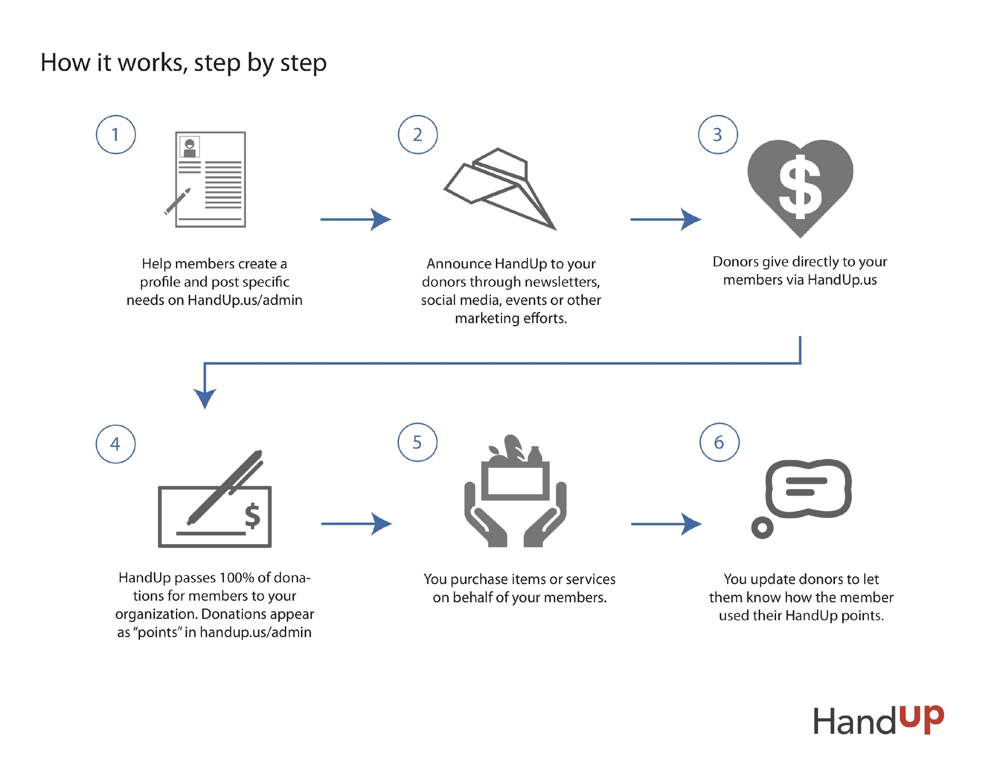 How it works, step by step
1
Help members create a
profile and post specific
needs on HandUp.us/admin
2
Announce HandUp to your
donors through newsletters,
social media, events or other
marketing efforts.
3
$
Donors give directly to your
members via HandUp.us
4
$
HandUp passes 100% of dona-
tions for members to your
organization. Donations appear
as “points” in handup.us/admin
5
You purchase items or services
on behalf of your members.
6
You update donors to let
them know how the member
used their HandUp points.
HandUp